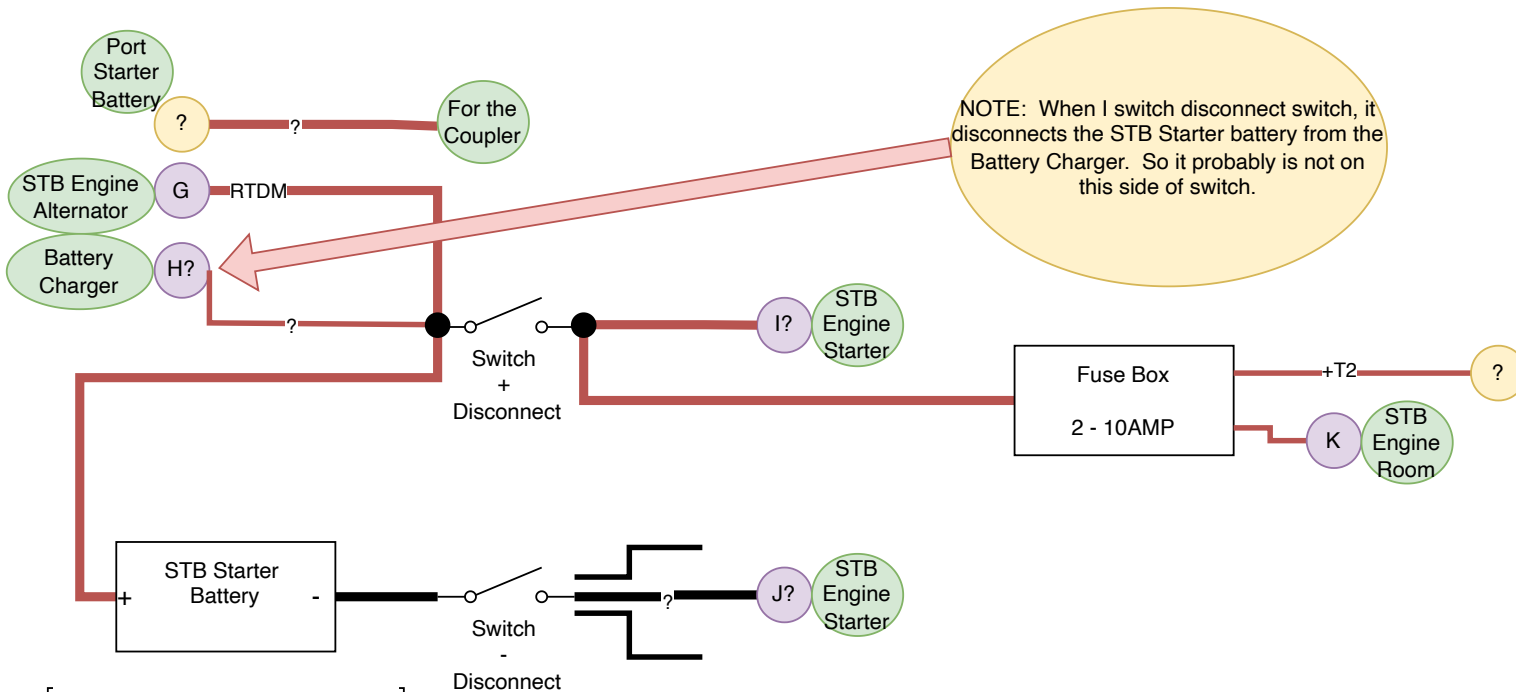 Port
Starter
Battery
?
?
For the
Coupler
NOTE:  When I switch disconnect switch, it
disconnects the STB Starter battery from the
Battery Charger.  So it probably is not on
this side of switch.
STB Engine
Alternator
G
RTDM
Battery
Charger
H?
?
Switch
+
Disconnect
I?
STB
Engine
Starter
Fuse Box
2 - 10AMP
+T2
?
K
STB
Engine
Room
STB Starter
Battery
+
-
Switch
-
Disconnect
?
J?
STB
Engine
Starter